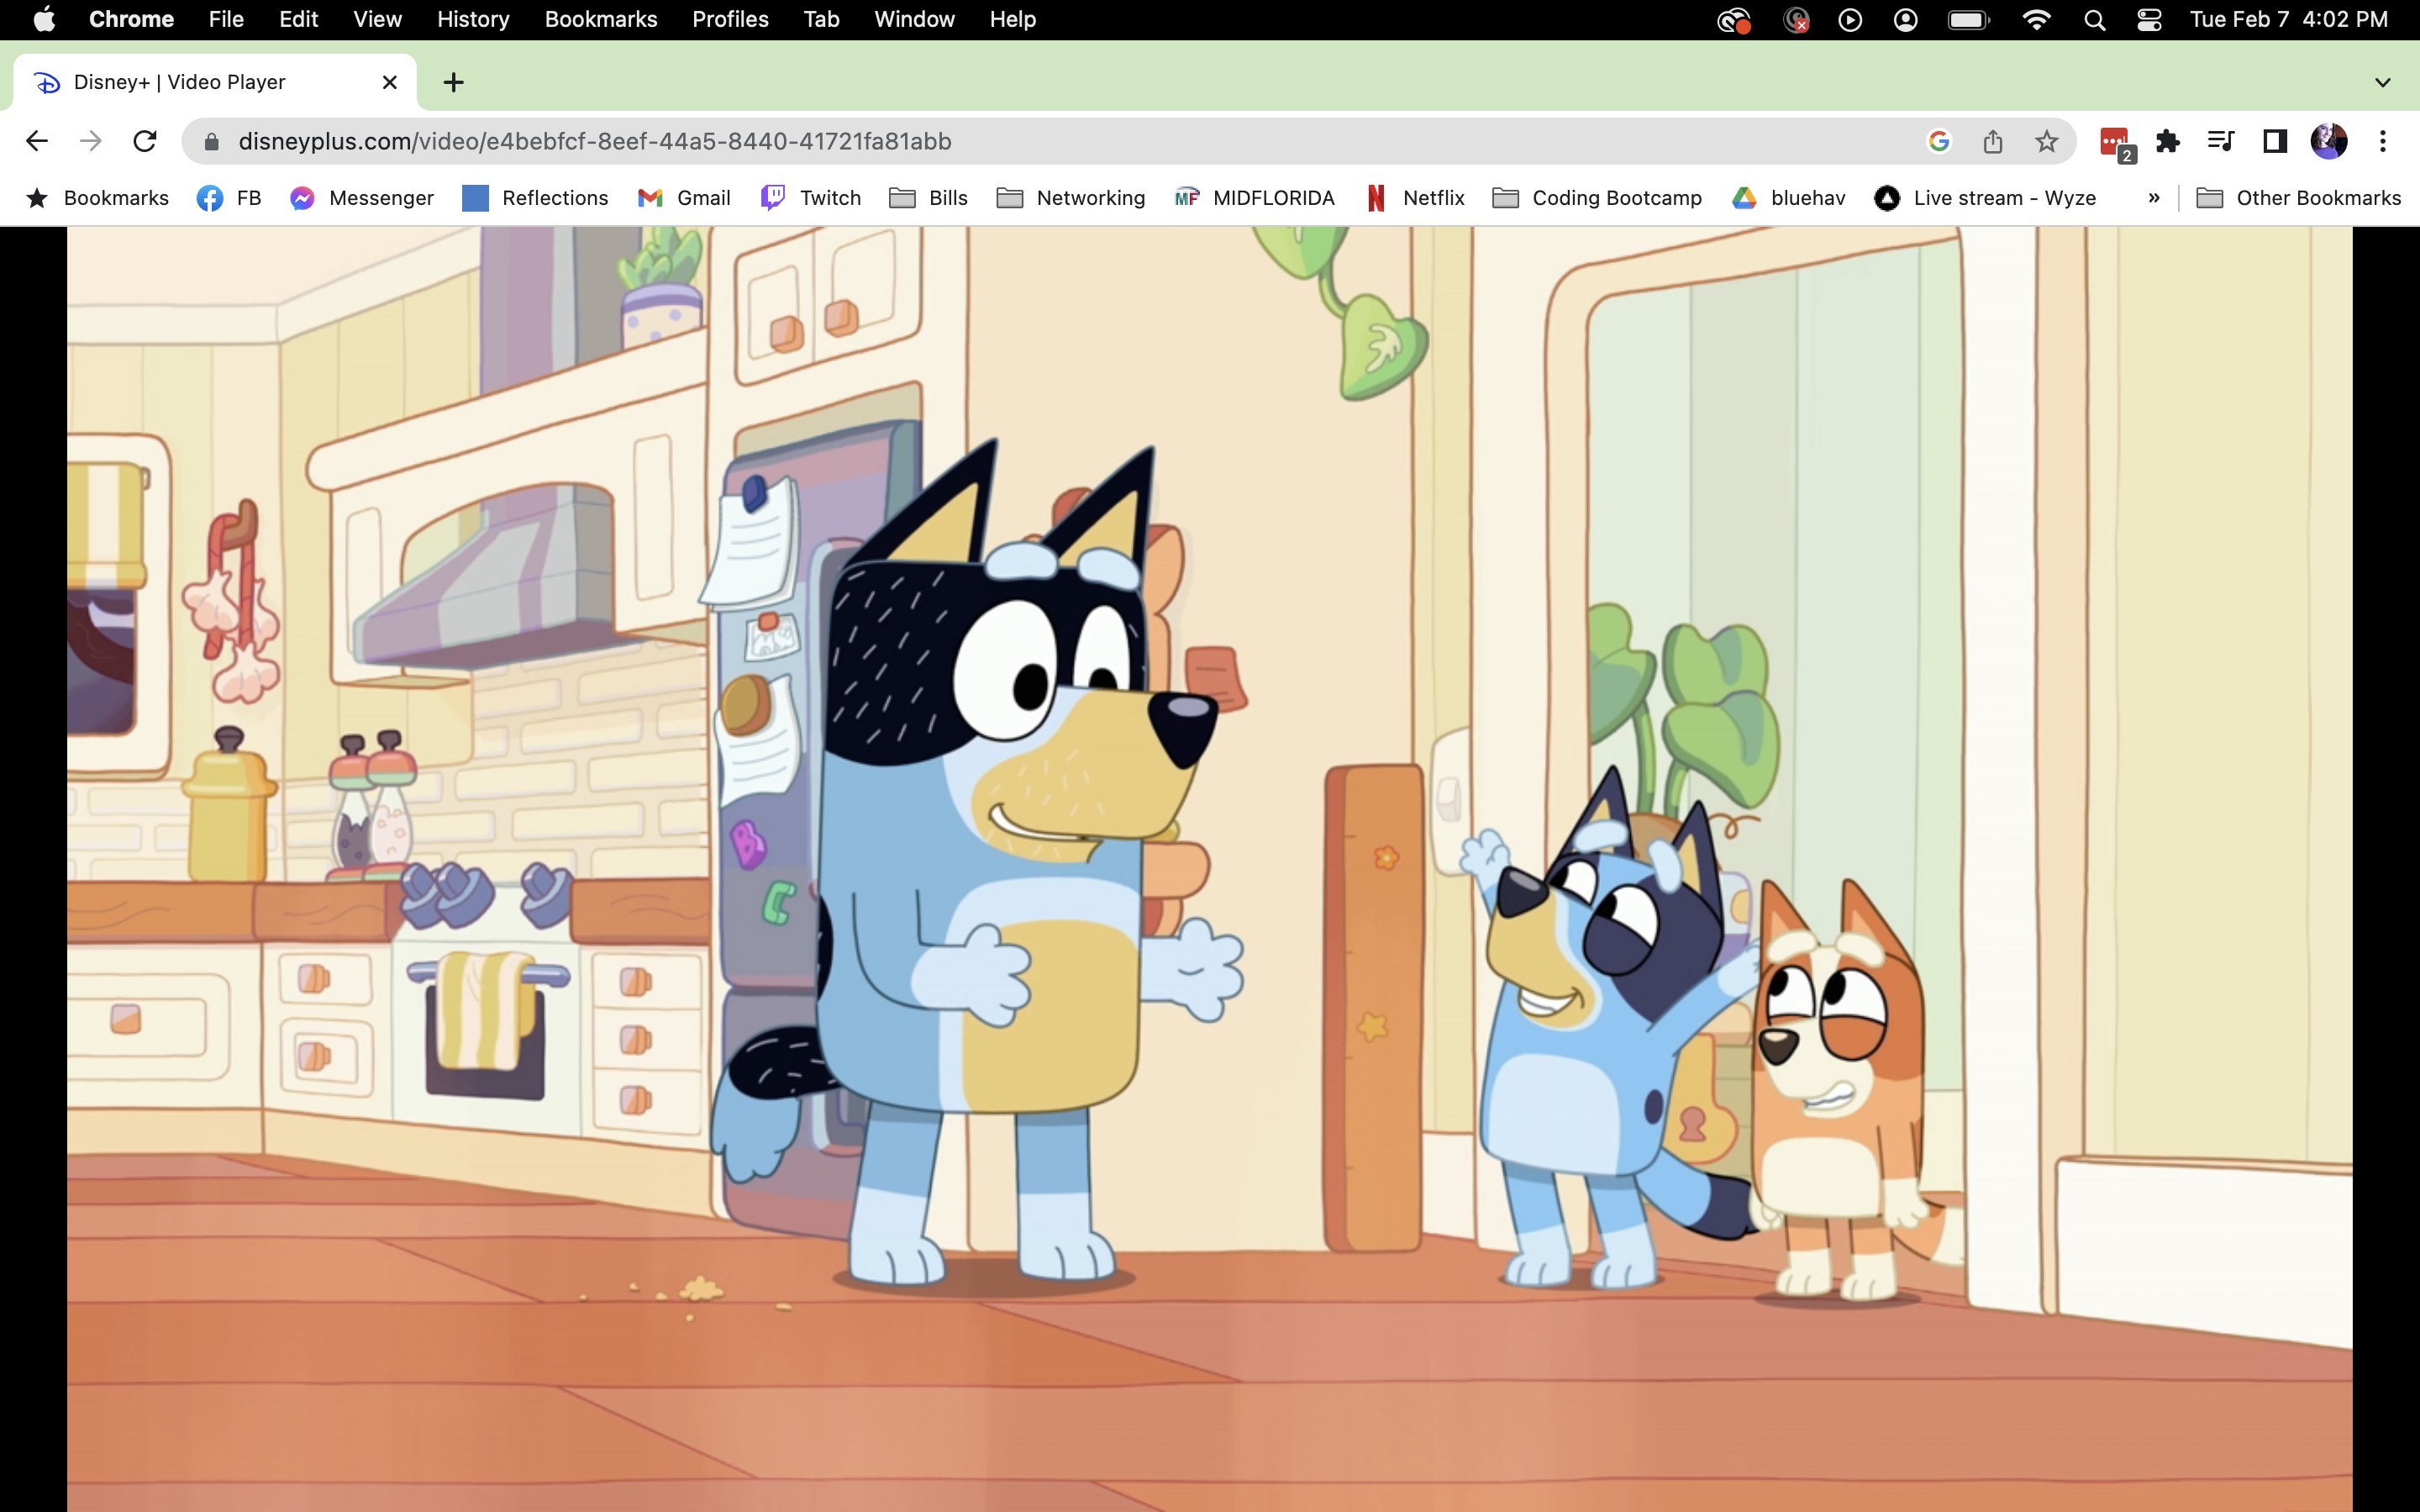 Chrome File Edit View History Bookmarks Profiles Tab Window Help Tue Feb 7 4:02 PM
Disney+ | Video Player
disneyplus.com/video/e4bebfcf-8eef-44a5-8440-41721fa81abb
2
Bookmarks FB Messenger Reflections Gmail Twitch Bills Networking MF MIDFLORIDA Netflix Coding Bootcamp bluehav Live stream - Wyze » Other Bookmarks
B
C